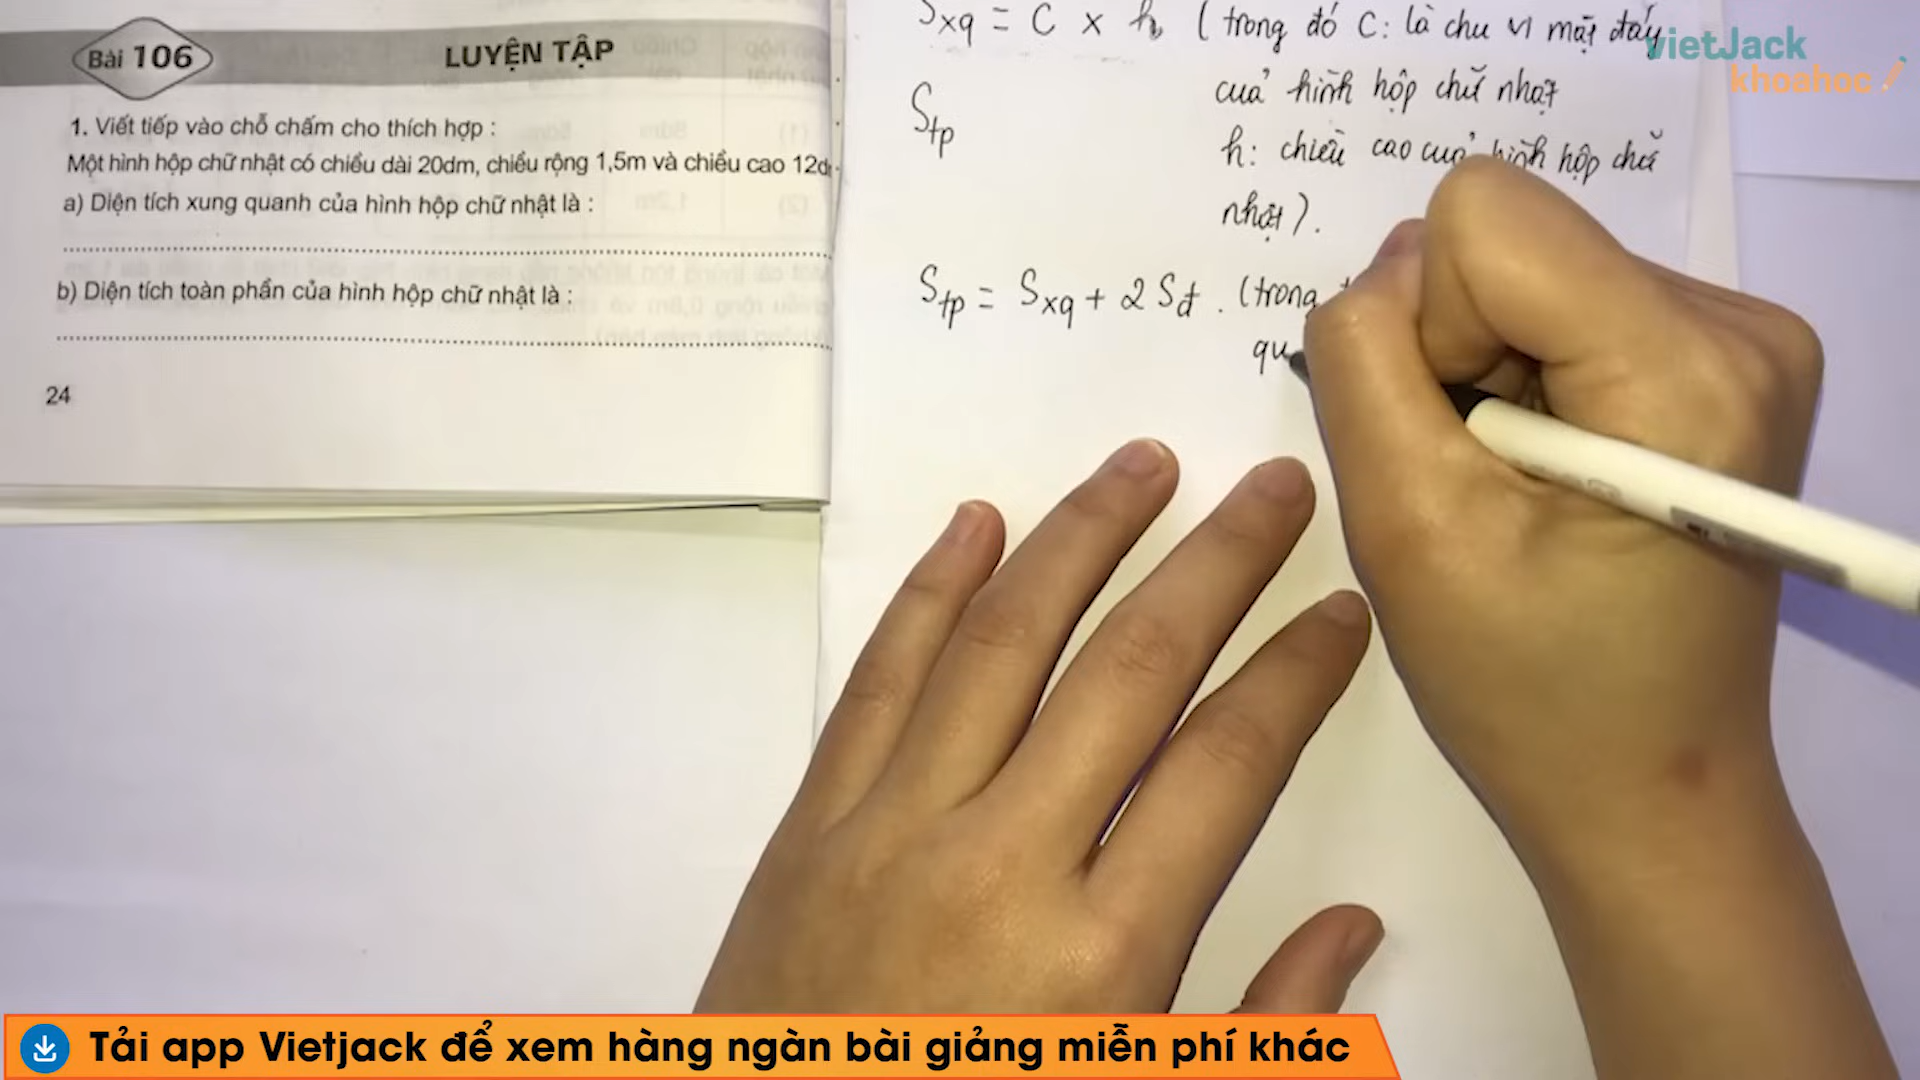 Bài 106
LUYỆN TẬP
1. Viết tiếp vào chỗ chấm cho thích hợp :
Một hình hộp chữ nhật có chiều dài 20dm, chiều rộng 1,5m và chiều cao 12d
a) Diện tích xung quanh của hình hộp chữ nhật là :
b) Diện tích toàn phần của hình hộp chữ nhật là :
24
Sxq = C x h (trong đó C: là chu vi mặt đáy
của hình hộp chữ nhật
h: chiều cao của hình hộp chữ
nhật).
Stp
Stp = Sxq + 2 Sđ . (trong
qu
vietJack
khoahoc
Tải app Vietjack để xem hàng ngàn bài giảng miễn phí khác